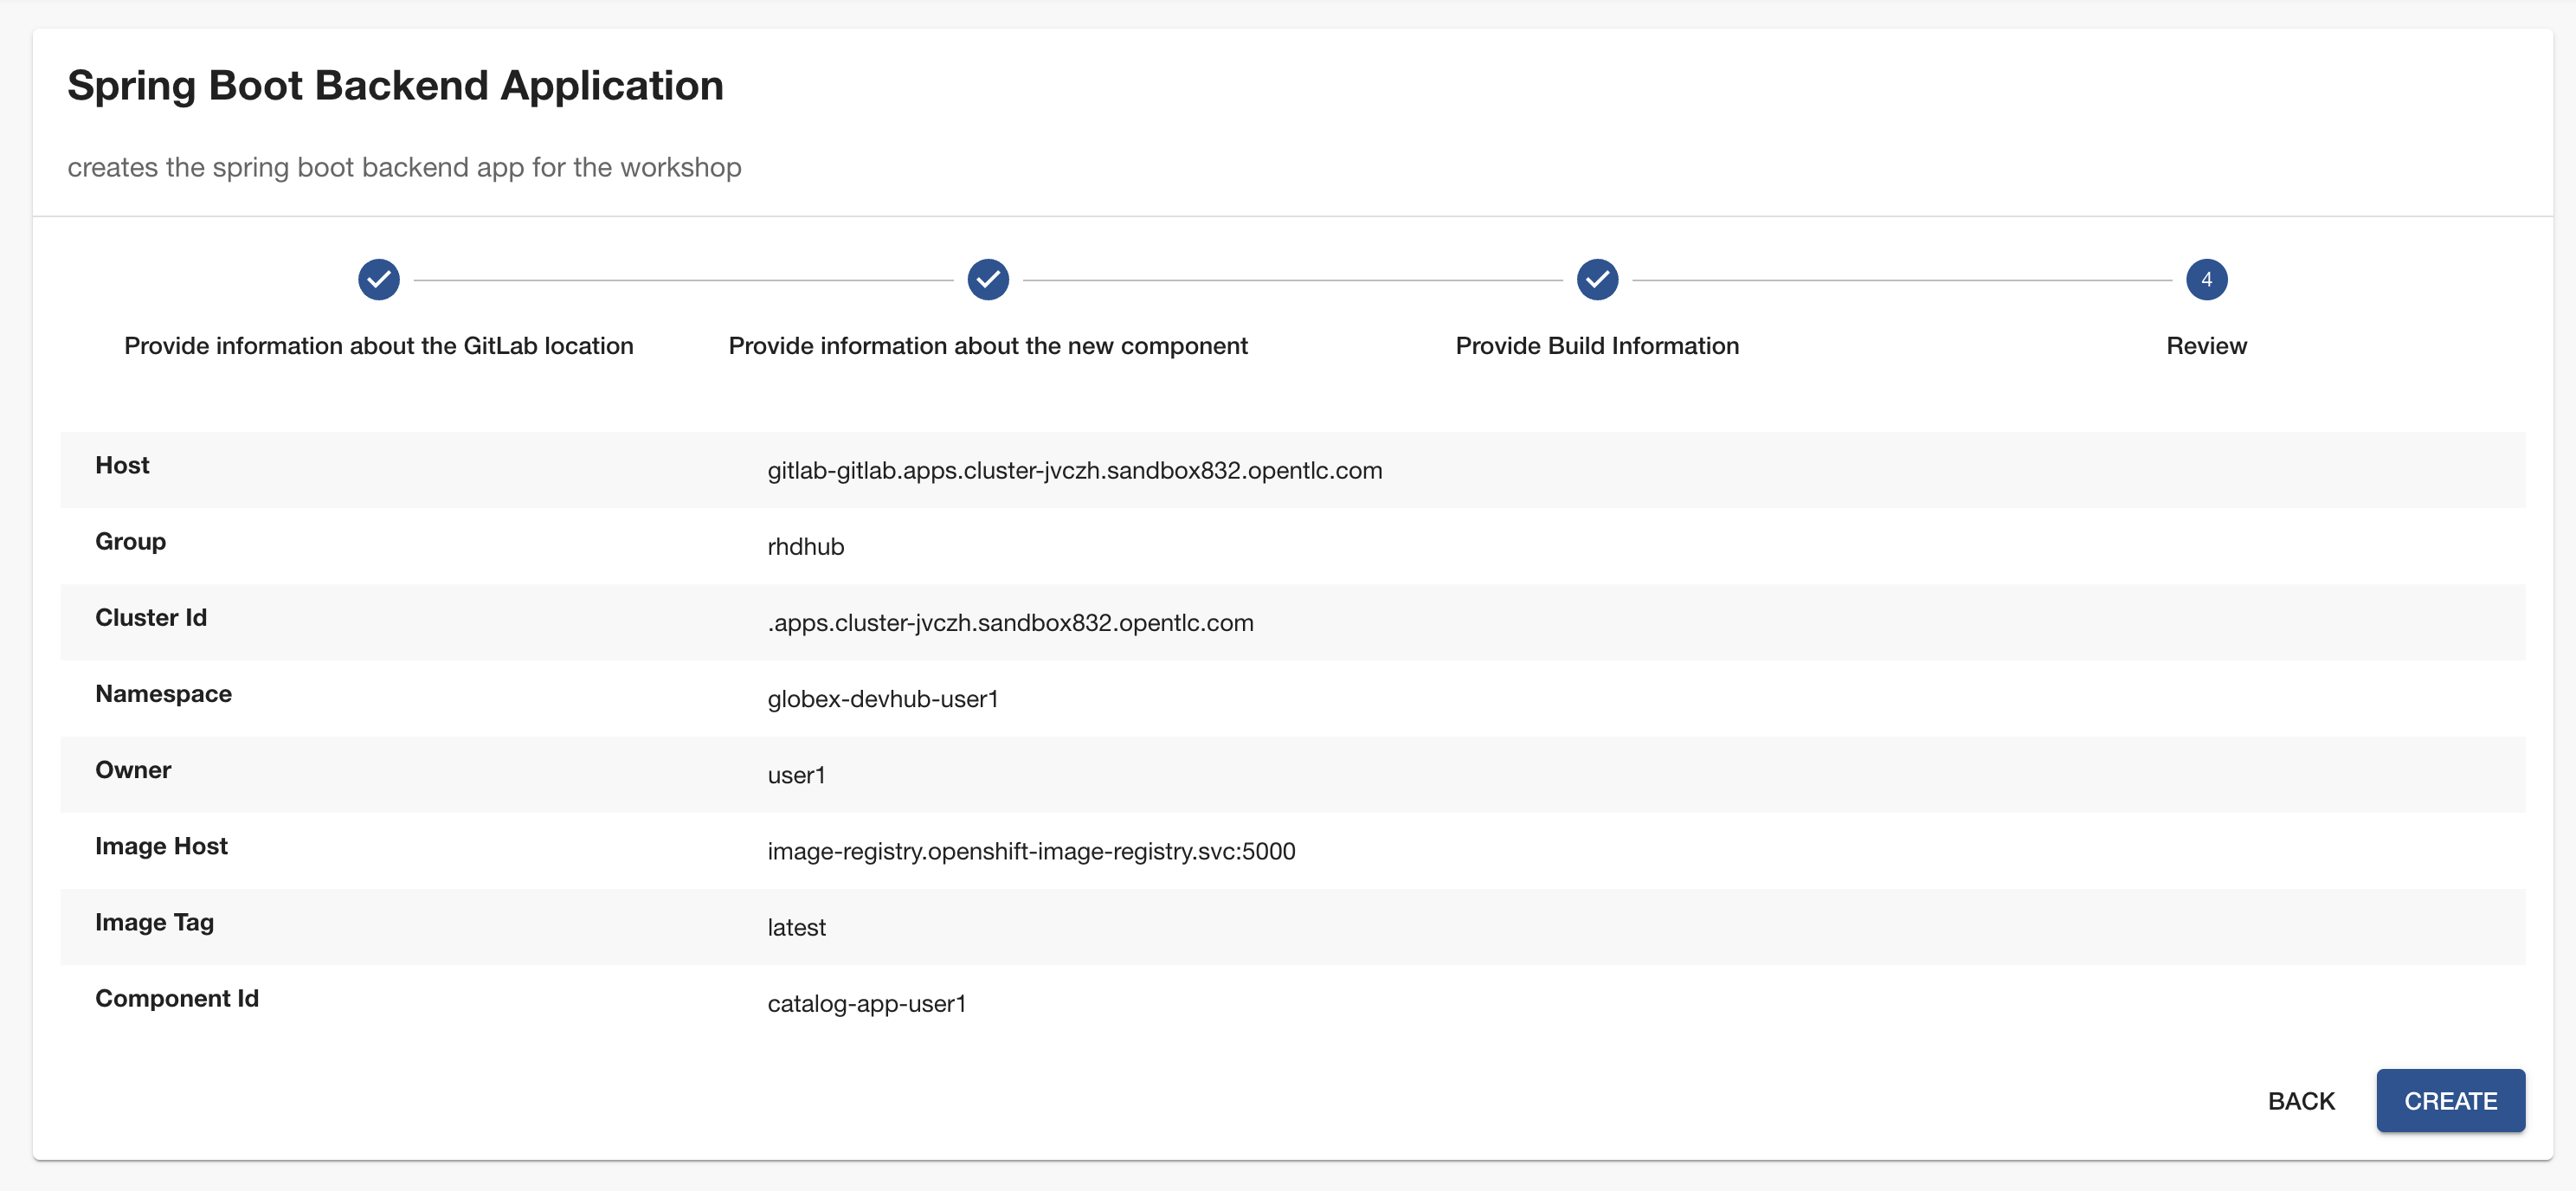 Spring Boot Backend Application
creates the spring boot backend app for the workshop
4
Provide information about the GitLab location
Provide information about the new component
Provide Build Information
Review
Host
gitlab-gitlab.apps.cluster-jvczh.sandbox832.opentlc.com
Group
rhdhub
Cluster Id
.apps.cluster-jvczh.sandbox832.opentlc.com
Namespace
globex-devhub-user1
Owner
user1
Image Host
image-registry.openshift-image-registry.svc:5000
Image Tag
latest
Component Id
catalog-app-user1
BACK
CREATE